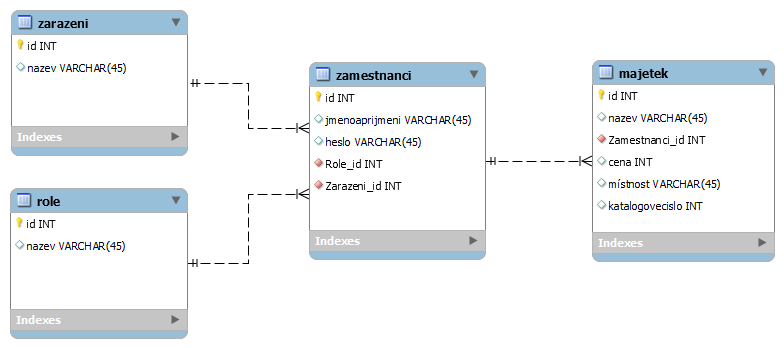 zarazeni
id INT
nazev VARCHAR(45)
Indexes
role
id INT
nazev VARCHAR(45)
Indexes
zamestnanci
id INT
jmenoaprijmeni VARCHAR(45)
heslo VARCHAR(45)
Role_id INT
Zarazeni_id INT
Indexes
majetek
id INT
nazev VARCHAR(45)
Zamestnanci_id INT
cena INT
místnost VARCHAR(45)
katalogovecislo INT
Indexes